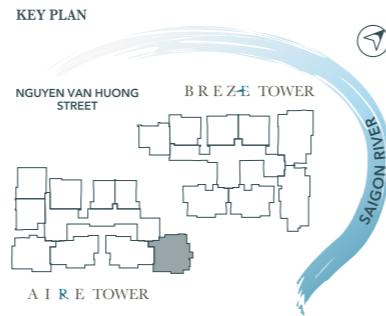 KEY PLAN
NGUYEN VAN HUONG
STREET
BREZE TOWER
SAIGON RIVER
AIRE TOWER